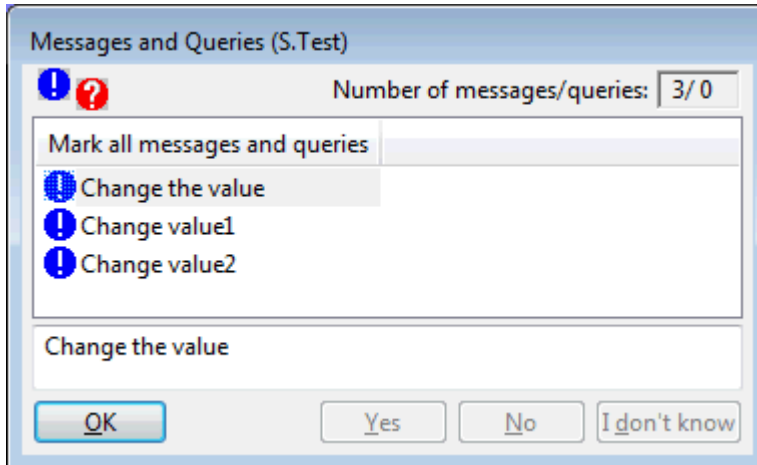 Messages and Queries (S.Test)
Number of messages/queries: 3/ 0
Mark all messages and queries
Change the value
Change value1
Change value2
Change the value
OK Yes No I don't know